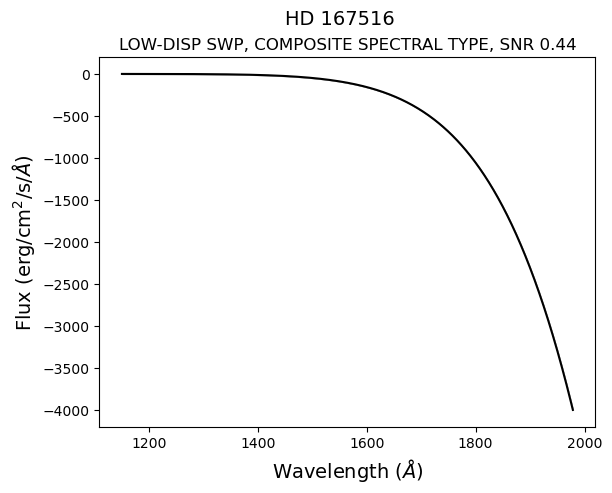 HD 167516
LOW-DISP SWP, COMPOSITE SPECTRAL TYPE, SNR 0.44
0
−500
−1000
−1500
−2000
−2500
−3000
−3500
−4000
Flux (erg/cm²/s/Å)
1200 1400 1600 1800 2000
Wavelength (Å)